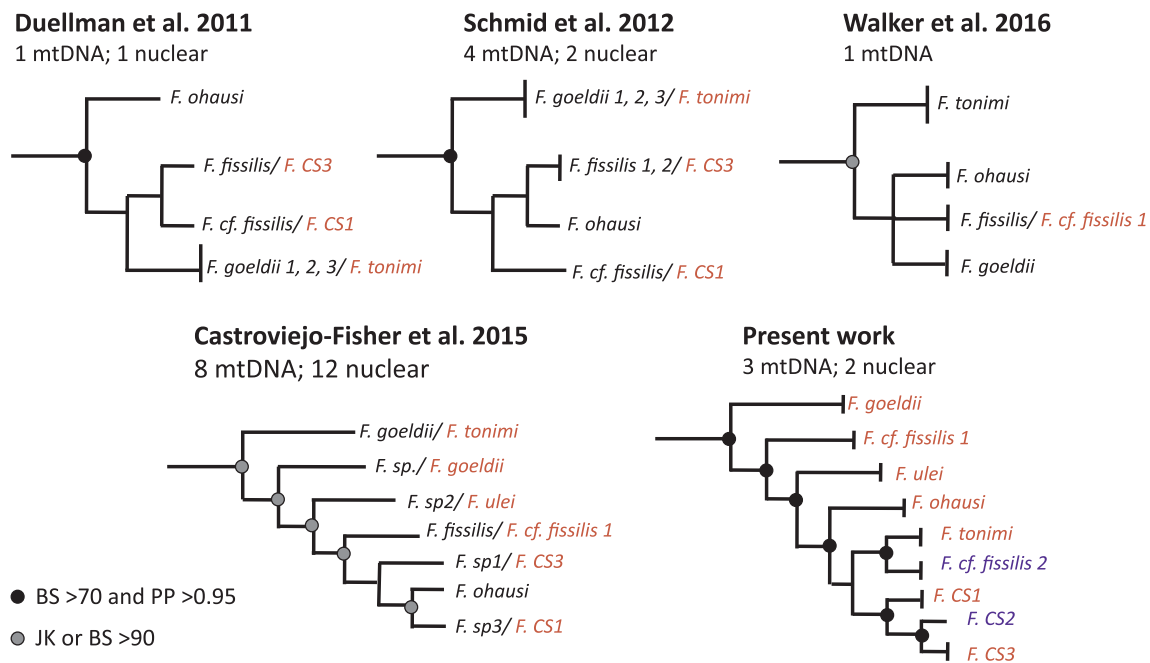 Duellman et al. 2011
1 mtDNA; 1 nuclear
F. ohausi
F. fissilis/ F. CS3
F. cf. fissilis/ F. CS1
F. goeldii 1, 2, 3/ F. tonimi
Schmid et al. 2012
4 mtDNA; 2 nuclear
F. goeldii 1, 2, 3/ F. tonimi
F. fissilis 1, 2/ F. CS3
F. ohausi
F. cf. fissilis/ F. CS1
Walker et al. 2016
1 mtDNA
F. tonimi
F. ohausi
F. fissilis/ F. cf. fissilis 1
F. goeldii
Castroviejo-Fisher et al. 2015
8 mtDNA; 12 nuclear
F. goeldii/ F. tonimi
F. sp./ F. goeldii
F. sp2/ F. ulei
F. fissilis/ F. cf. fissilis 1
F. sp1/ F. CS3
F. ohausi
F. sp3/ F. CS1
Present work
3 mtDNA; 2 nuclear
F. goeldii
F. cf. fissilis 1
F. ulei
F. ohausi
F. tonimi
F. cf. fissilis 2
F. CS1
F. CS2
F. CS3
BS >70 and PP >0.95
JK or BS >90